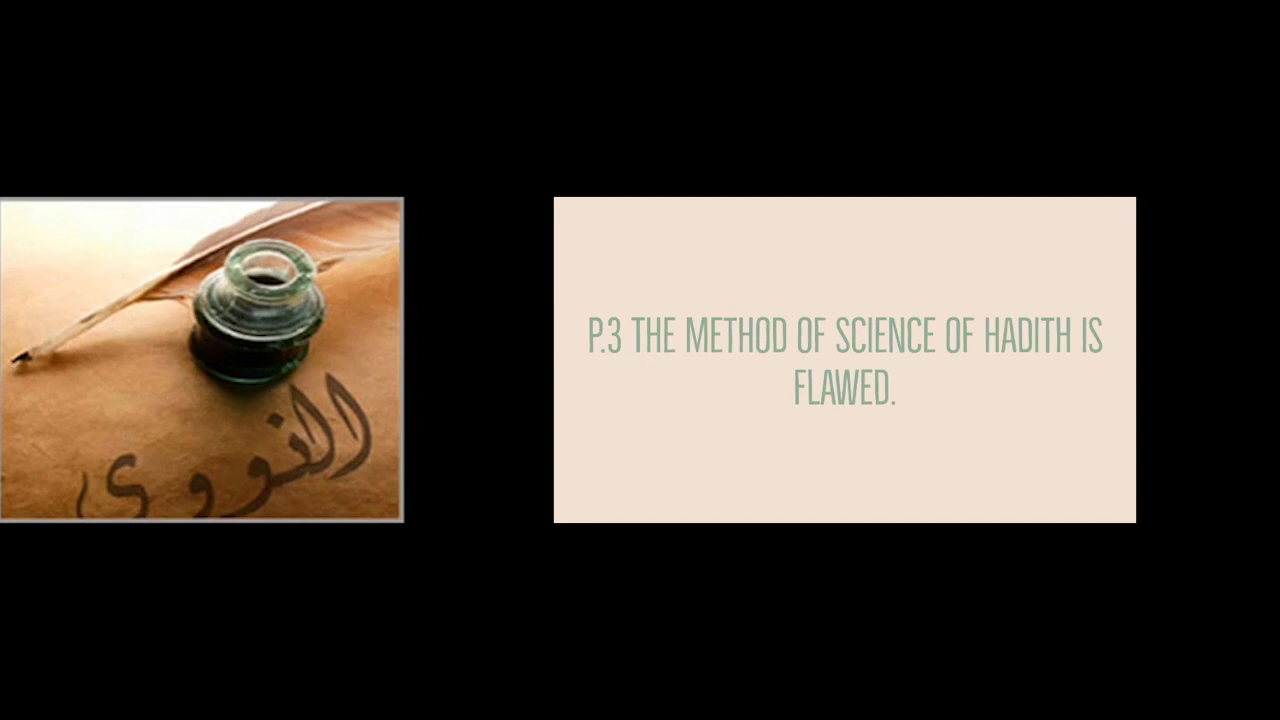 النووي
P.3 THE METHOD OF SCIENCE OF HADITH IS
FLAWED.